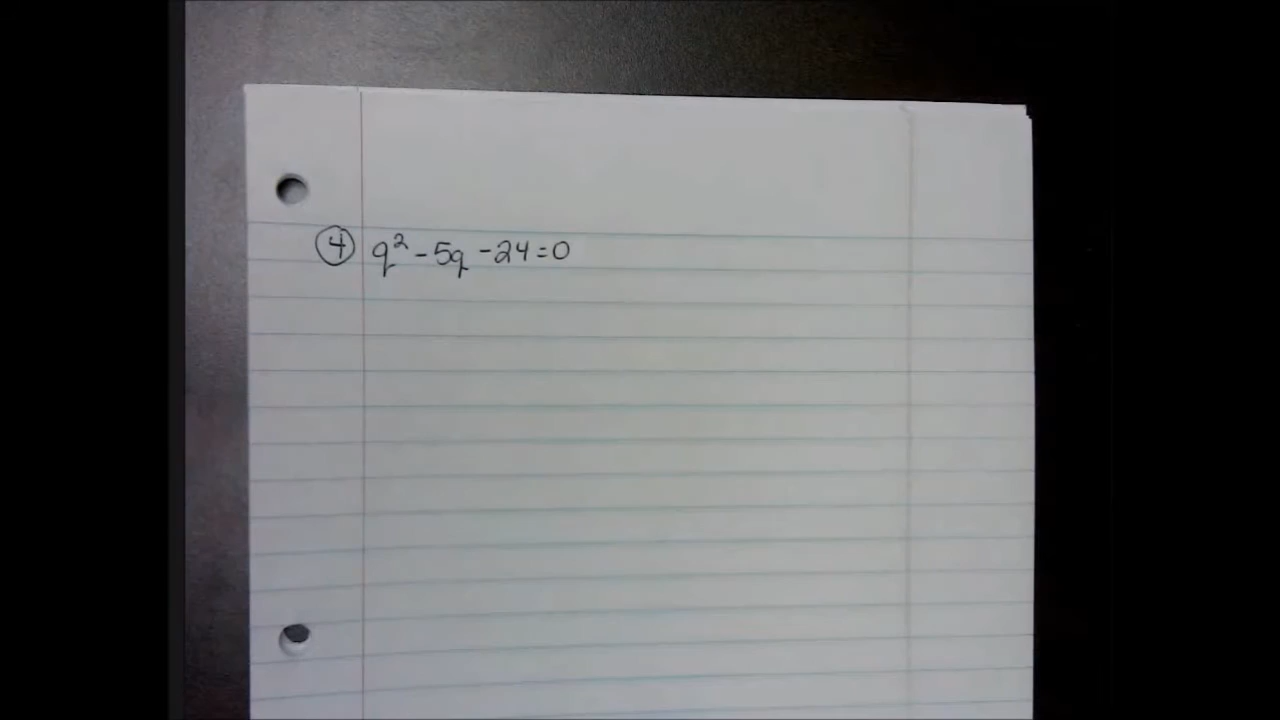 ④ q² - 5q - 24 = 0